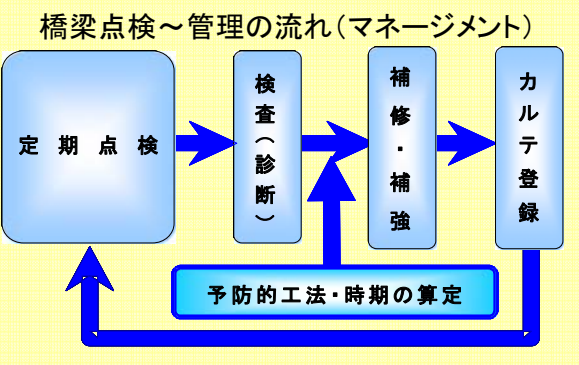 橋梁点検～管理の流れ(マネージメント)
定期点検
検査(診断)
補修・補強
カルテ登録
予防的工法・時期の算定